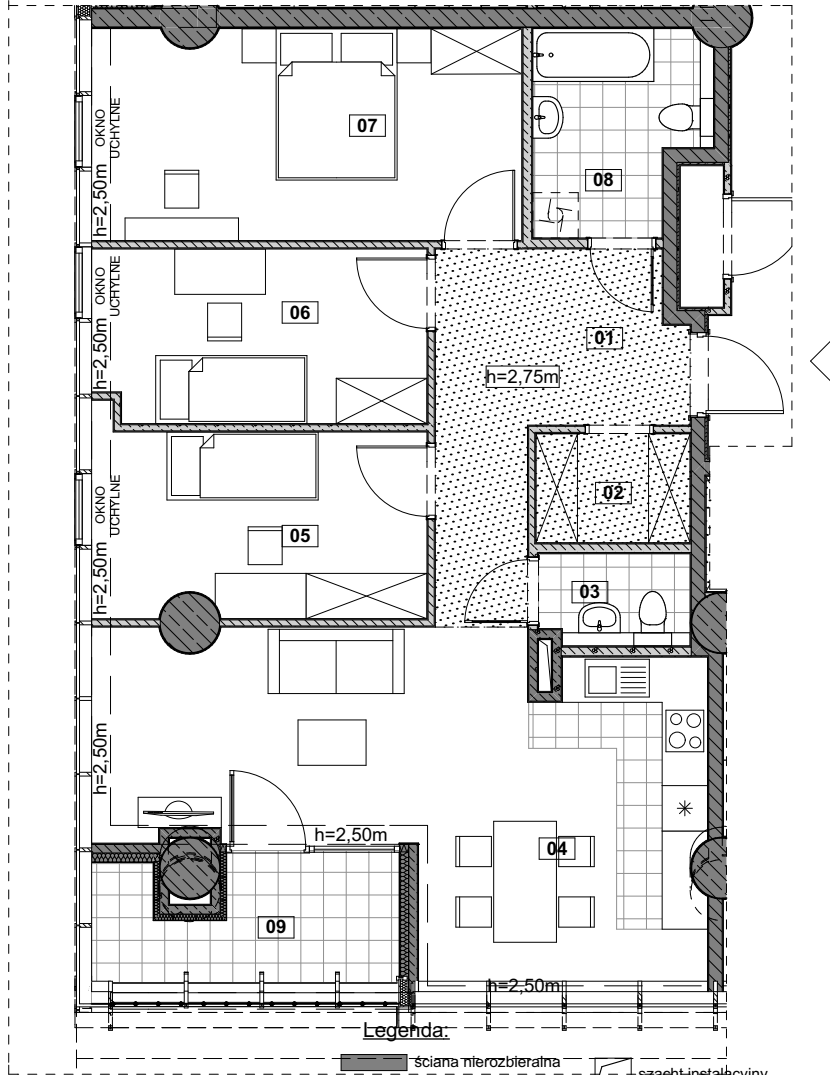 07
OKNO
UCHYLNE
h=2,50m
08
06
OKNO
UCHYLNE
h=2,50m
01
h=2,75m
02
05
OKNO
UCHYLNE
h=2,50m
03
h=2,50m
h=2,50m
04
09
h=2,50m
Legenda:
ściana nierozbieralna
szacht instalacyjny